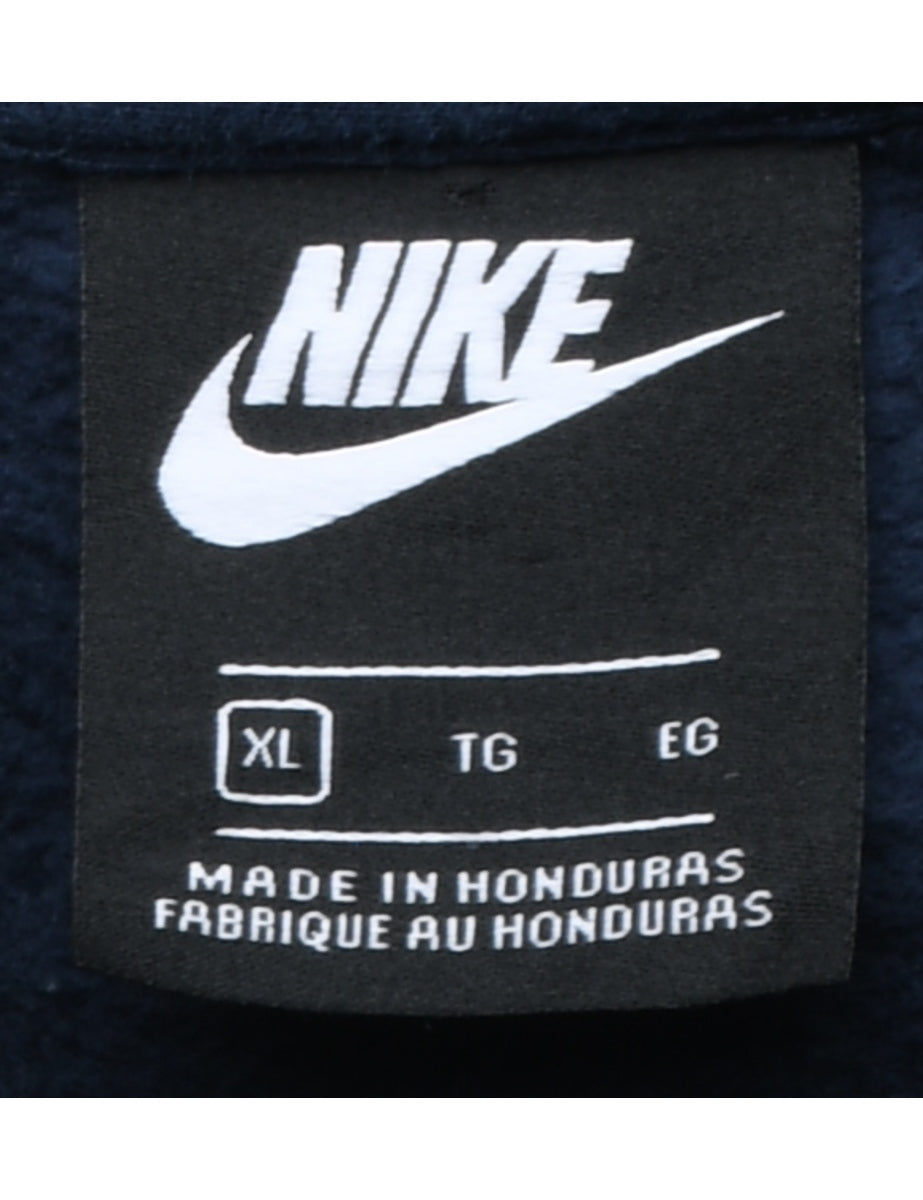 NIKE
XL TG EG
MADE IN HONDURAS
FABRIQUE AU HONDURAS